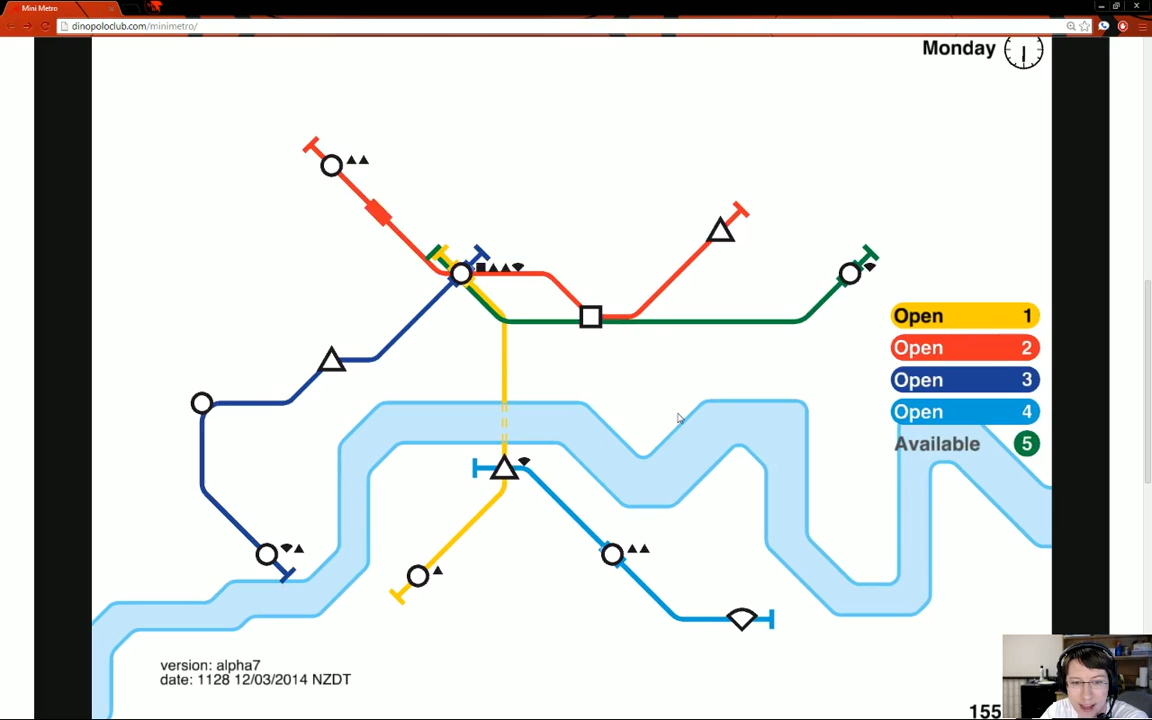 Mini Metro
dinopoloclub.com/minimetro/
Monday
Open 1
Open 2
Open 3
Open 4
Available 5
version: alpha7
date: 1128 12/03/2014 NZDT
155